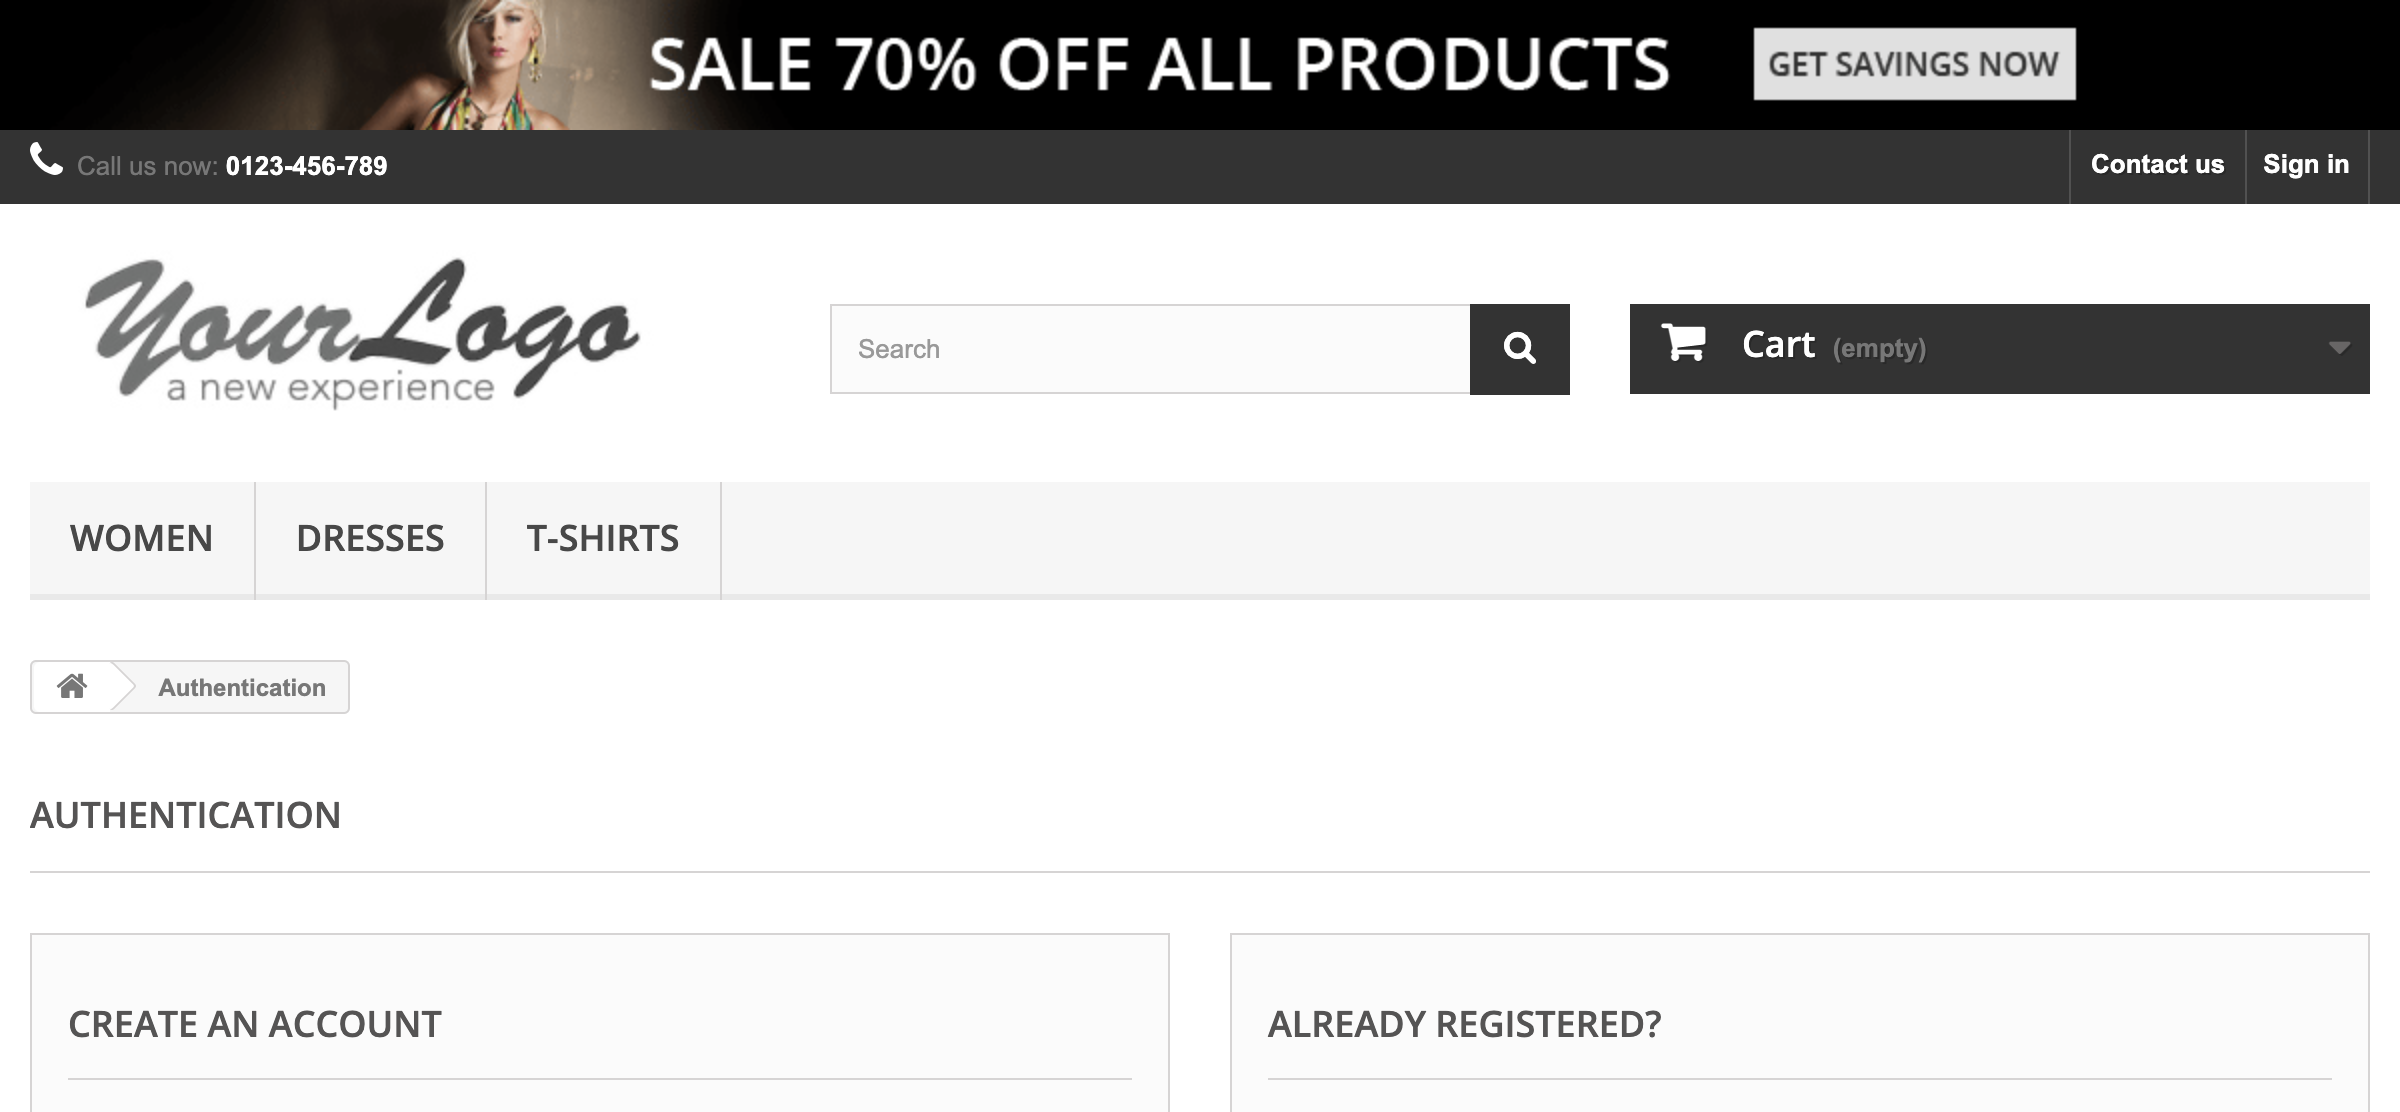 SALE 70% OFF ALL PRODUCTS
GET SAVINGS NOW
Call us now: 0123-456-789
Contact us
Sign in
YourLogo
a new experience
Search
Cart (empty)
WOMEN
DRESSES
T-SHIRTS
Authentication
AUTHENTICATION
CREATE AN ACCOUNT
ALREADY REGISTERED?